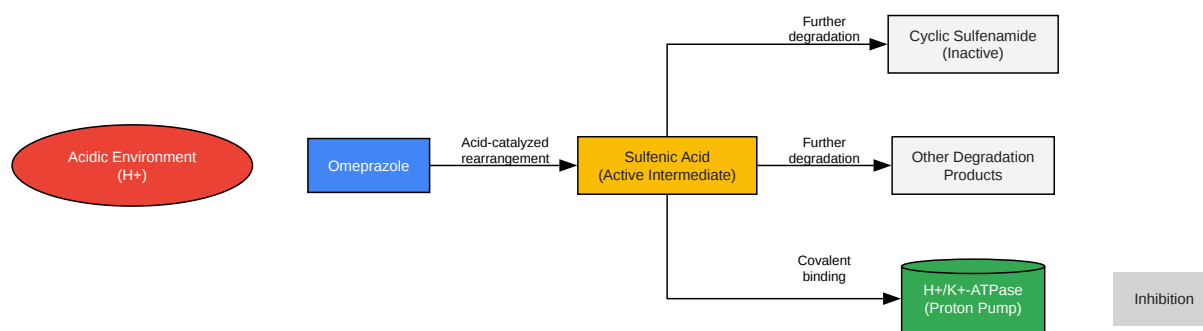 Acidic Environment
(H+)
Omeprazole
Acid-catalyzed
rearrangement
Sulfenic Acid
(Active Intermediate)
Further
degradation
Cyclic Sulfenamide
(Inactive)
Further
degradation
Other Degradation
Products
Covalent
binding
H+/K+-ATPase
(Proton Pump)
Inhibition